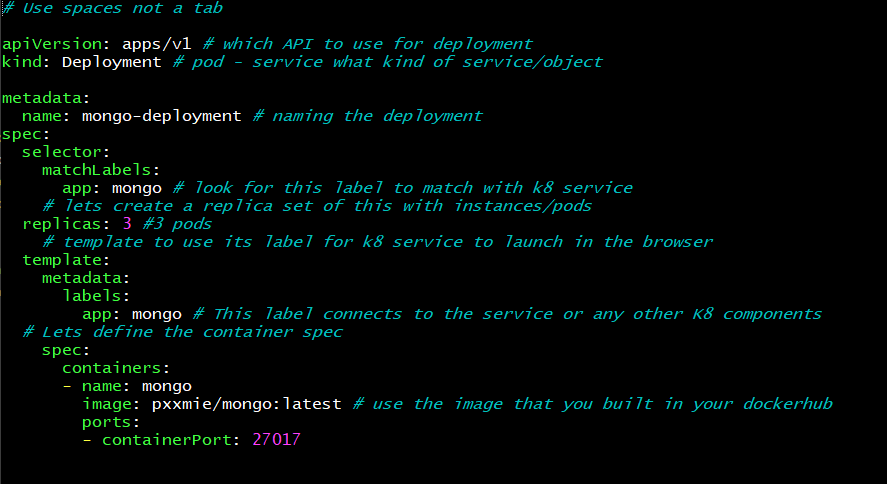 # Use spaces not a tab

apiVersion: apps/v1 # which API to use for deployment
kind: Deployment # pod - service what kind of service/object

metadata:
  name: mongo-deployment # naming the deployment
spec:
  selector:
    matchLabels:
      app: mongo # look for this label to match with k8 service
    # lets create a replica set of this with instances/pods
  replicas: 3 #3 pods
    # template to use its label for k8 service to launch in the browser
  template:
    metadata:
      labels:
        app: mongo # This label connects to the service or any other K8 components
  # Lets define the container spec
    spec:
      containers:
      - name: mongo
        image: pxxmie/mongo:latest # use the image that you built in your dockerhub
        ports:
        - containerPort: 27017